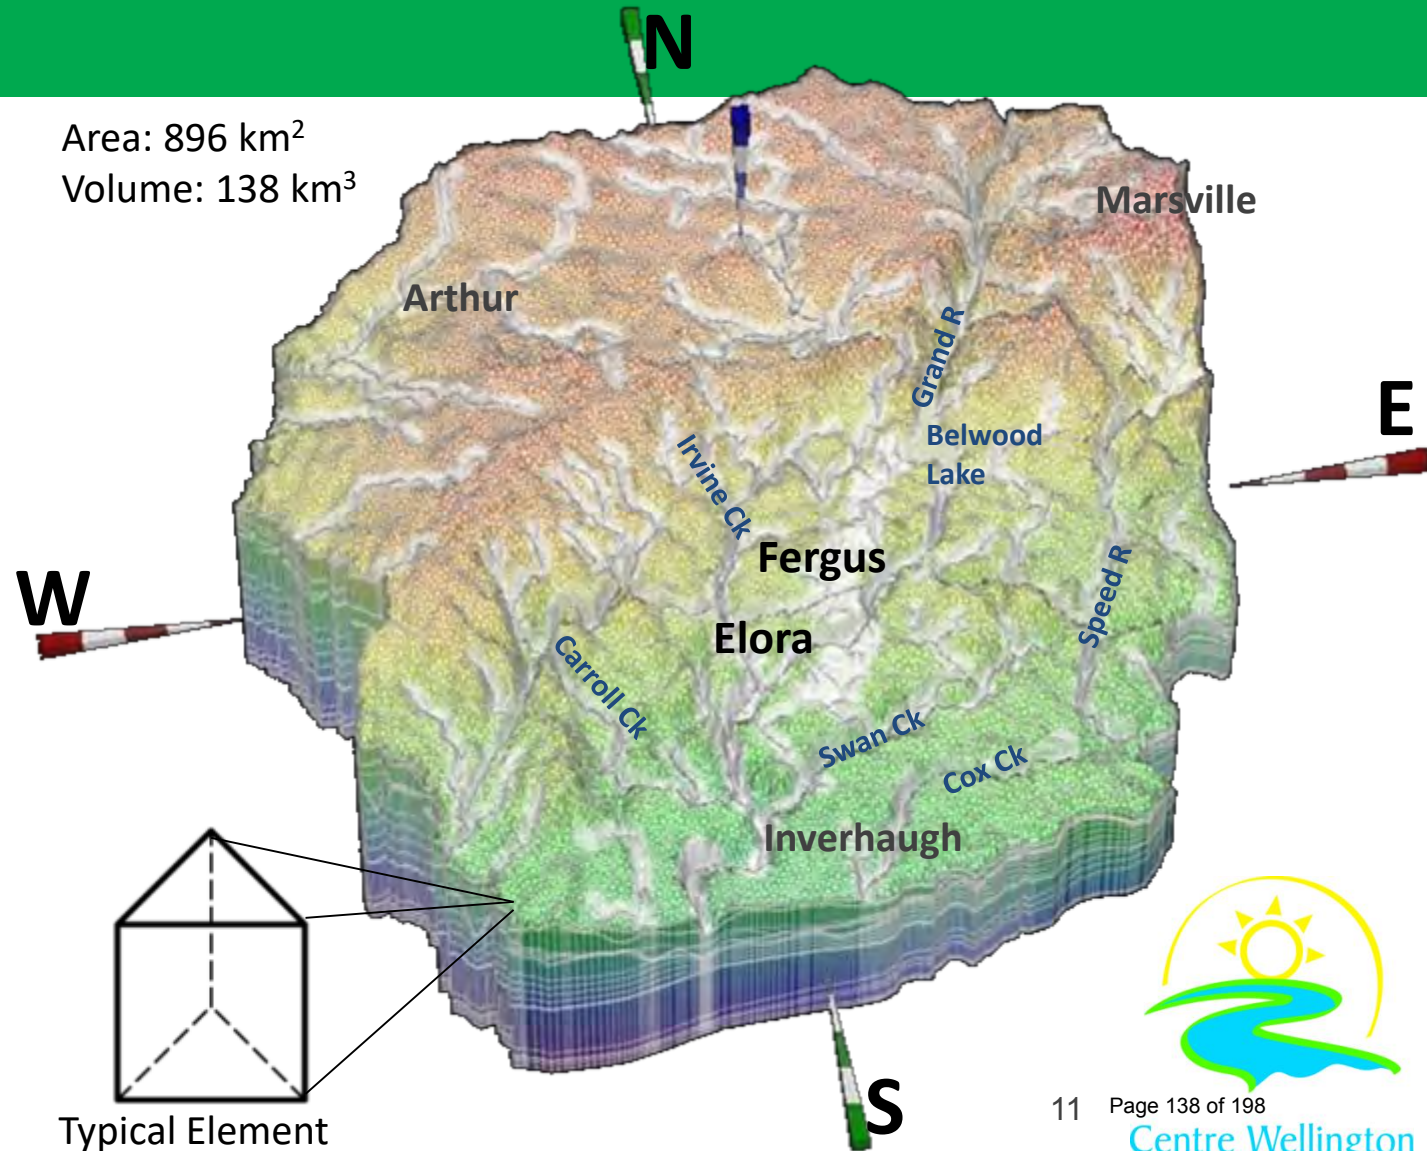 N
Area: 896 km²
Volume: 138 km³
Marsville
Arthur
Grand R
E
Belwood
Lake
Irvine Ck
Fergus
W
Speed R
Elora
Carroll Ck
Swan Ck
Cox Ck
Inverhaugh
S
11
Page 138 of 198
Typical Element
Centre Wellington